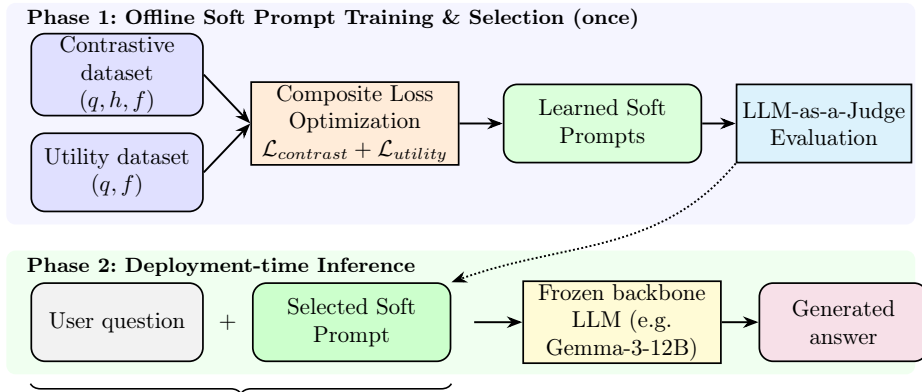 Phase 1: Offline Soft Prompt Training & Selection (once)
Contrastive
dataset
(q, h, f)
Utility dataset
(q, f)
Composite Loss
Optimization
ℒ_contrast + ℒ_utility
Learned Soft
Prompts
LLM-as-a-Judge
Evaluation
Phase 2: Deployment-time Inference
User question
+
Selected Soft
Prompt
Frozen backbone
LLM (e.g.
Gemma-3-12B)
Generated
answer